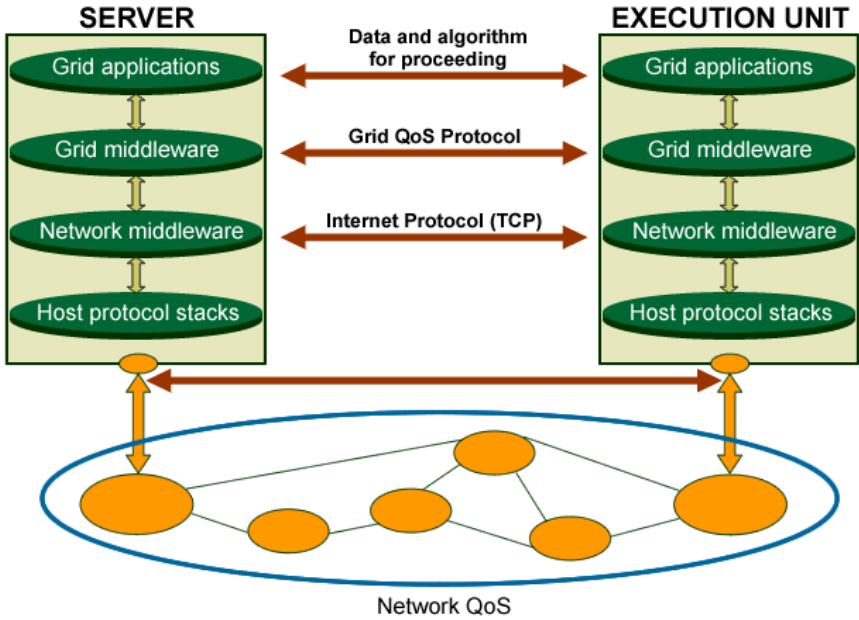 SERVER
EXECUTION UNIT
Grid applications
Data and algorithm
for proceeding
Grid applications
Grid middleware
Grid QoS Protocol
Grid middleware
Network middleware
Internet Protocol (TCP)
Network middleware
Host protocol stacks
Host protocol stacks
Network QoS